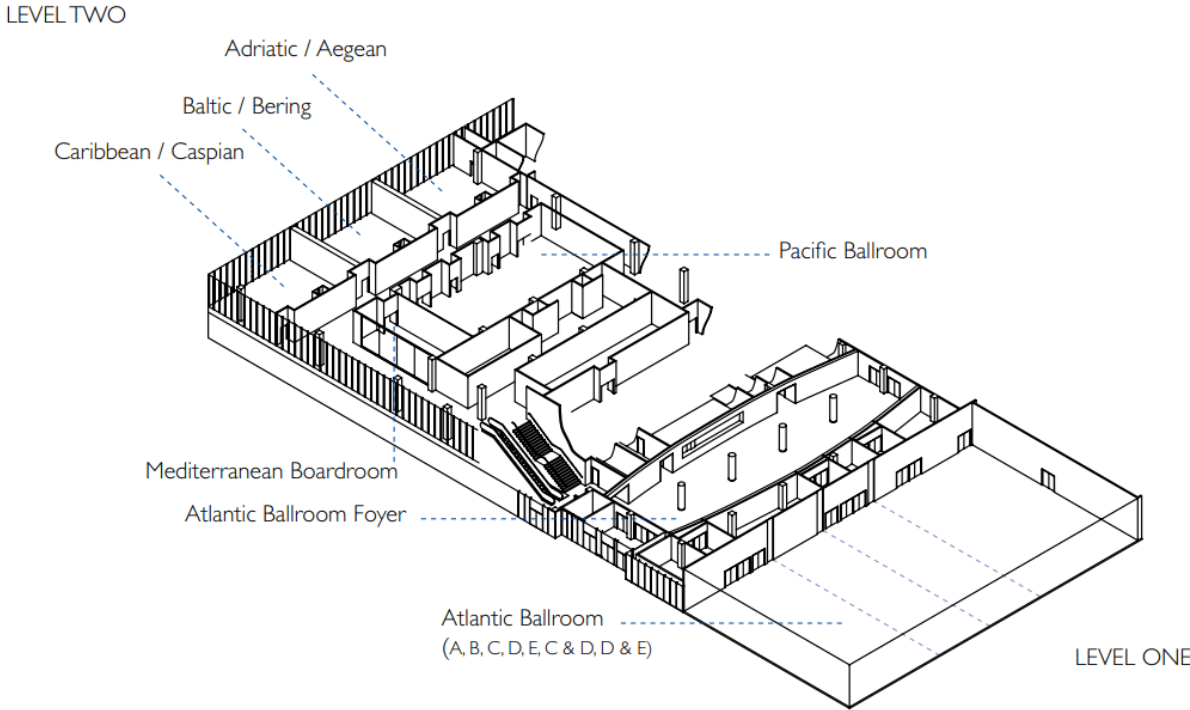 LEVEL TWO
Adriatic / Aegean
Baltic / Bering
Caribbean / Caspian
Pacific Ballroom
Mediterranean Boardroom
Atlantic Ballroom Foyer
Atlantic Ballroom
(A, B, C, D, E, C & D, D & E)
LEVEL ONE